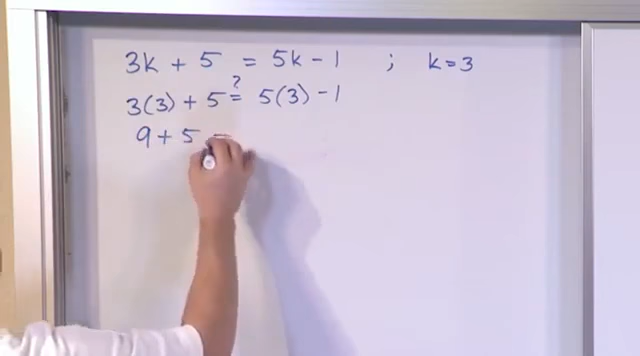 3k + 5 = 5k - 1 ; k = 3
3(3) + 5 ?= 5(3) - 1
9 + 5 =